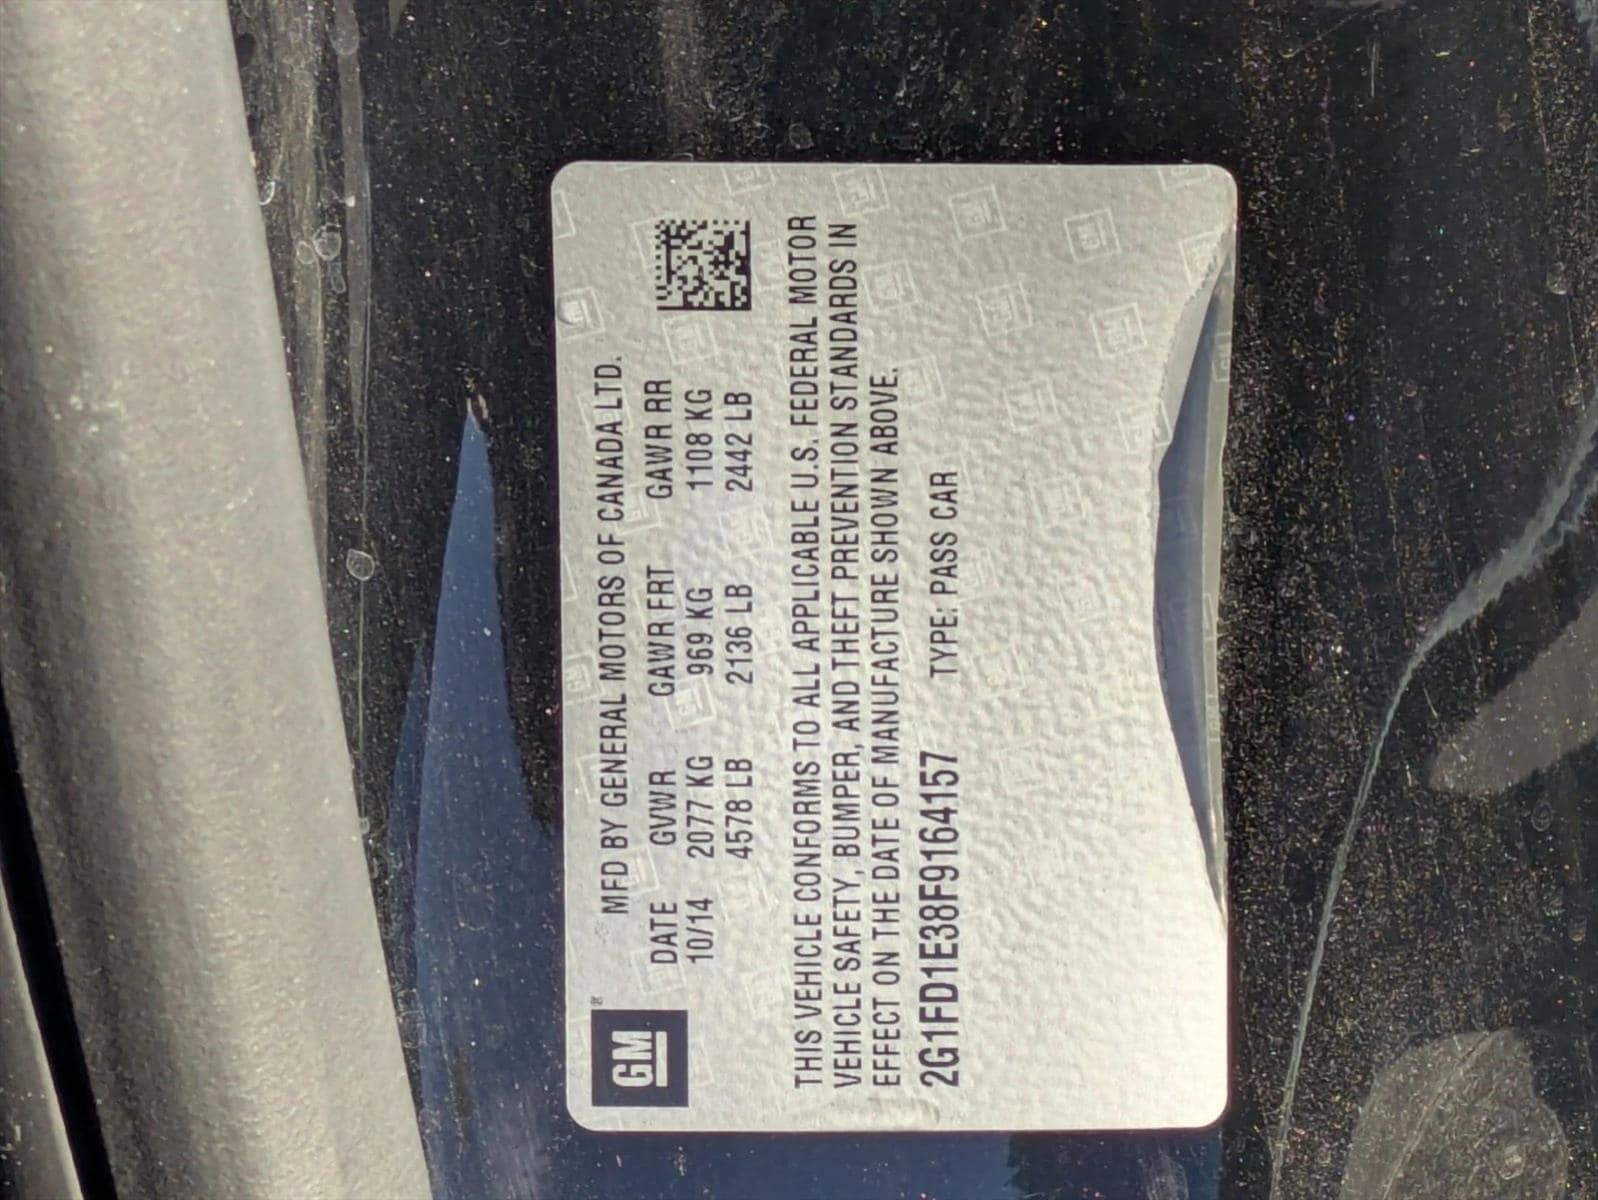 GM®
MFD BY GENERAL MOTORS OF CANADA LTD.
DATE GVWR GAWR FRT GAWR RR
10/14 2077 KG 969 KG 1108 KG
4578 LB 2136 LB 2442 LB
THIS VEHICLE CONFORMS TO ALL APPLICABLE U.S. FEDERAL MOTOR
VEHICLE SAFETY, BUMPER, AND THEFT PREVENTION STANDARDS IN
EFFECT ON THE DATE OF MANUFACTURE SHOWN ABOVE.
2G1FD1E38F9164157 TYPE: PASS CAR